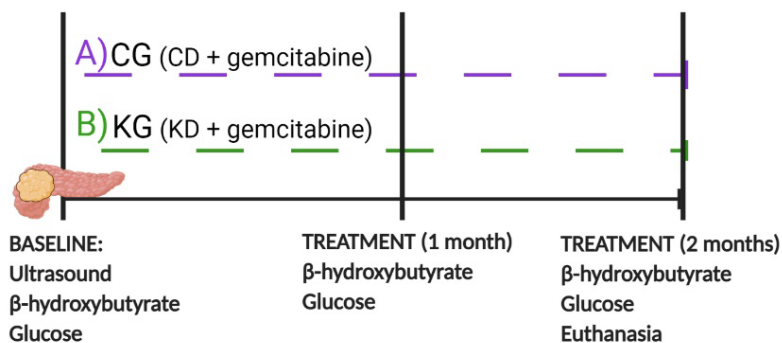 A) CG (CD + gemcitabine)
B) KG (KD + gemcitabine)
BASELINE:
Ultrasound
β-hydroxybutyrate
Glucose
TREATMENT (1 month)
β-hydroxybutyrate
Glucose
TREATMENT (2 months)
β-hydroxybutyrate
Glucose
Euthanasia